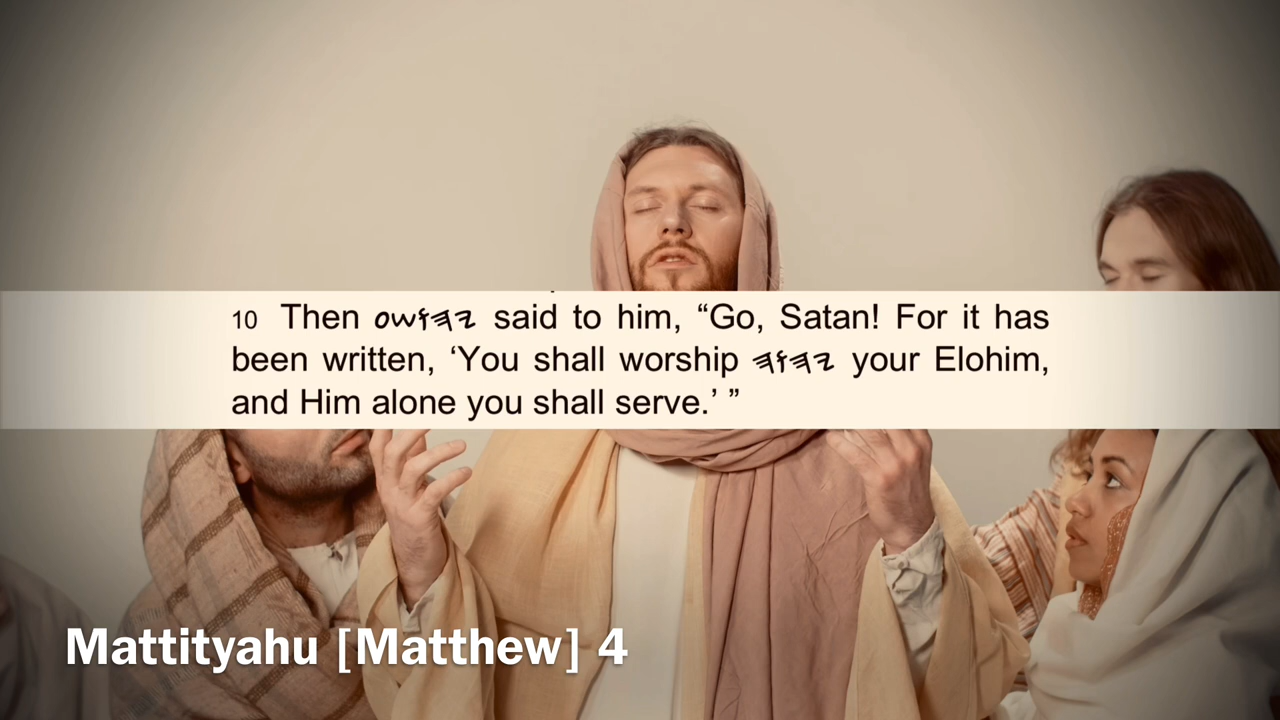 10 Then 𐤉𐤄𐤅𐤔𐤏 said to him, “Go, Satan! For it has
been written, ‘You shall worship 𐤉𐤄𐤅𐤄 your Elohim,
and Him alone you shall serve.’ ”
Mattityahu [Matthew] 4